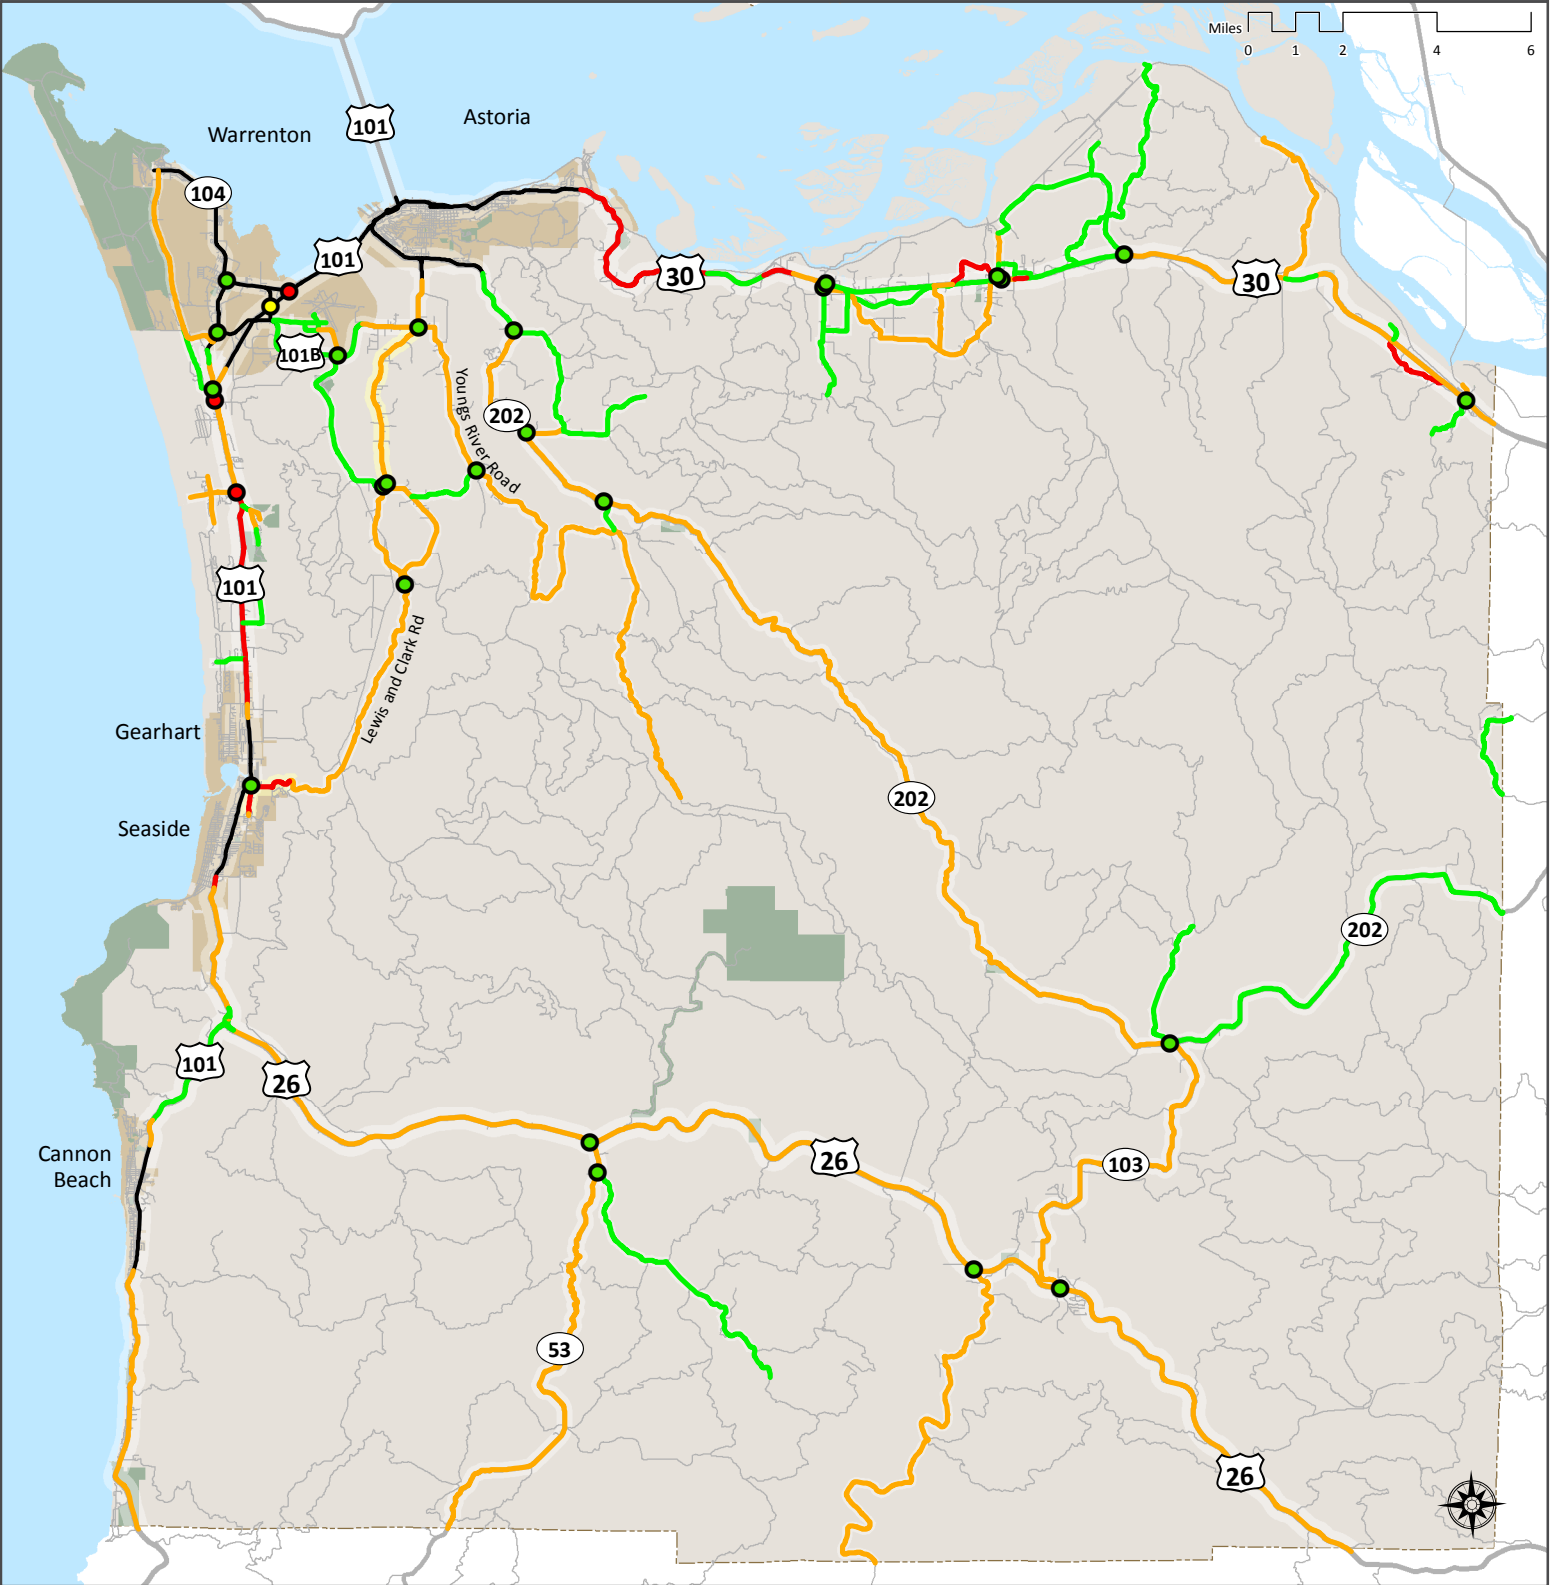 Miles
0 1 2 4 6
Astoria
101
Warrenton
104
101
30
30
101B
Youngs River Road
202
101
Lewis and Clark Rd
Gearhart
202
Seaside
202
101
26
Cannon
Beach
26
103
53
26